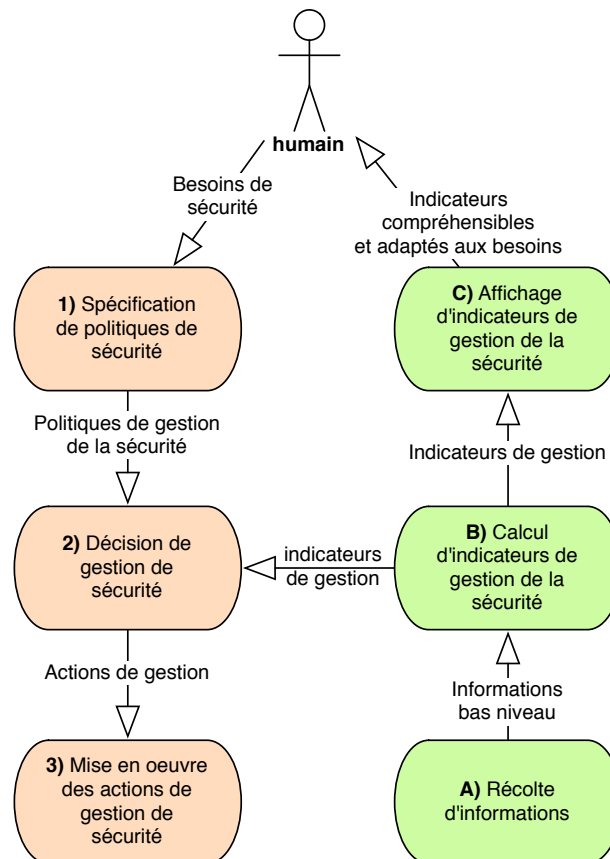 humain
Besoins de
sécurité
Indicateurs
compréhensibles
et adaptés aux besoins
1) Spécification
de politiques de
sécurité
C) Affichage
d'indicateurs de
gestion de la
sécurité
Politiques de gestion
de la sécurité
Indicateurs de gestion
2) Décision de
gestion de
sécurité
indicateurs
de gestion
B) Calcul
d'indicateurs de
gestion de la
sécurité
Actions de gestion
Informations
bas niveau
3) Mise en oeuvre
des actions de
gestion de
sécurité
A) Récolte
d'informations